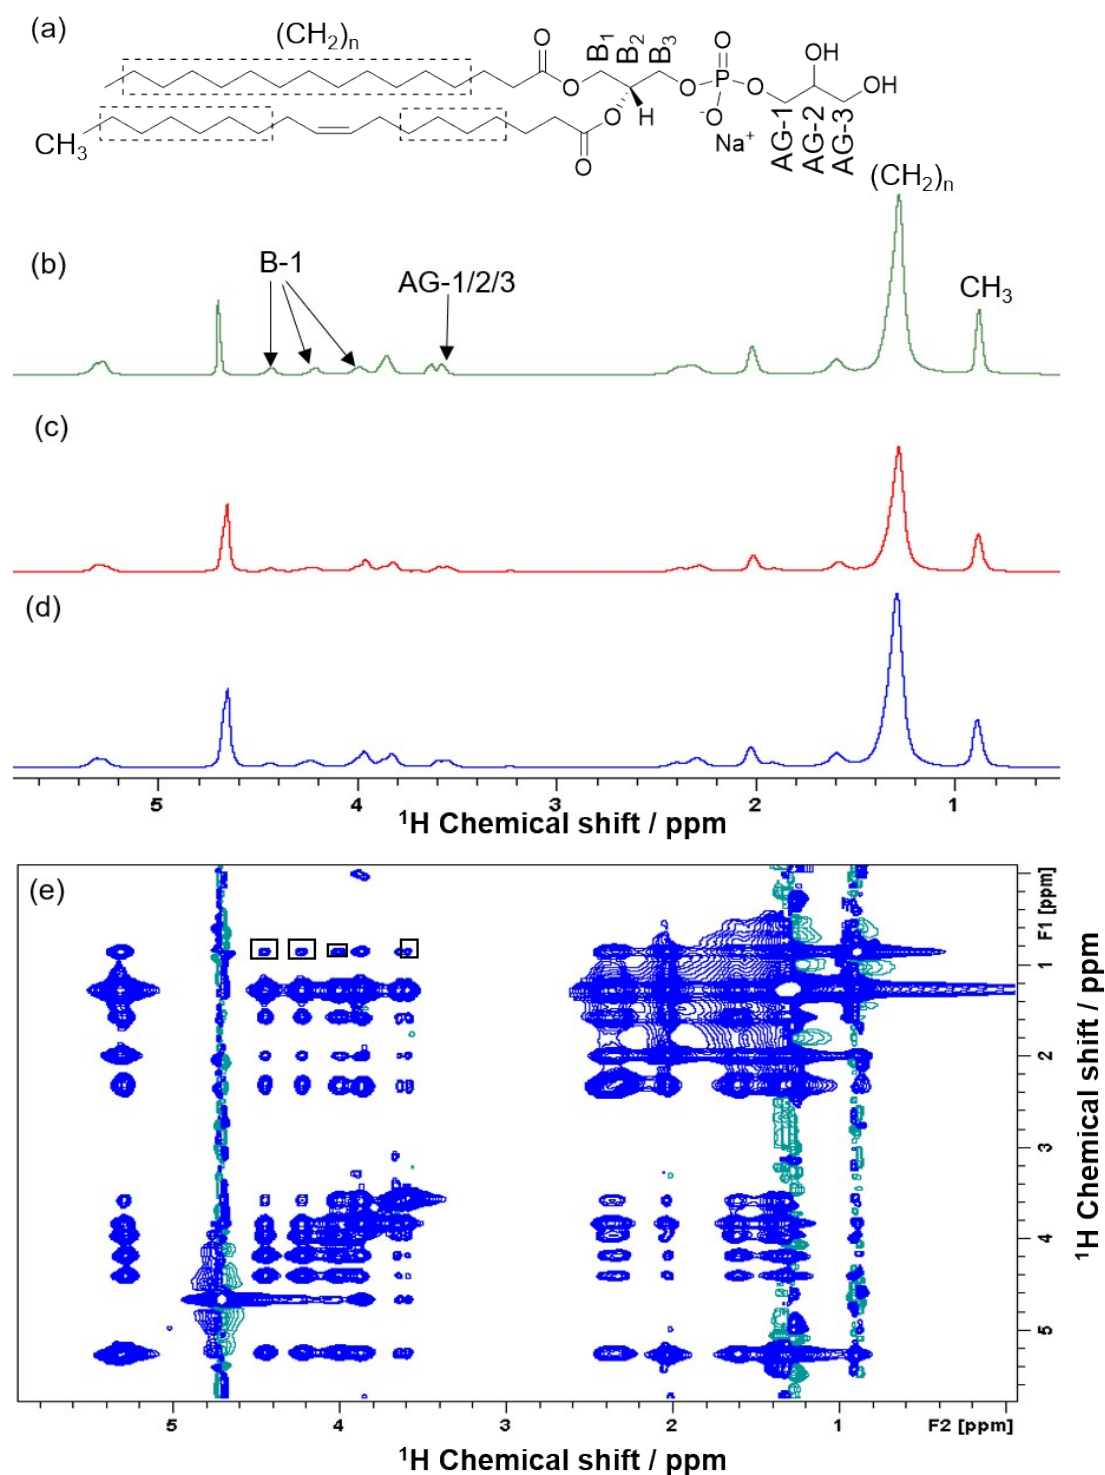 (a)
(CH2)n
O
B1
B2
B3
O
OH
O
O
P
O
OH
O
H
-O
Na+
CH3
O
AG-1
AG-2
AG-3
(CH2)n
(b)
B-1
AG-1/2/3
CH3
(c)
(d)
5 4 3 2 1
1H Chemical shift / ppm
(e)
F1 [ppm]
1
2
3
4
5
1H Chemical shift / ppm
5 4 3 2 1 F2 [ppm]
1H Chemical shift / ppm